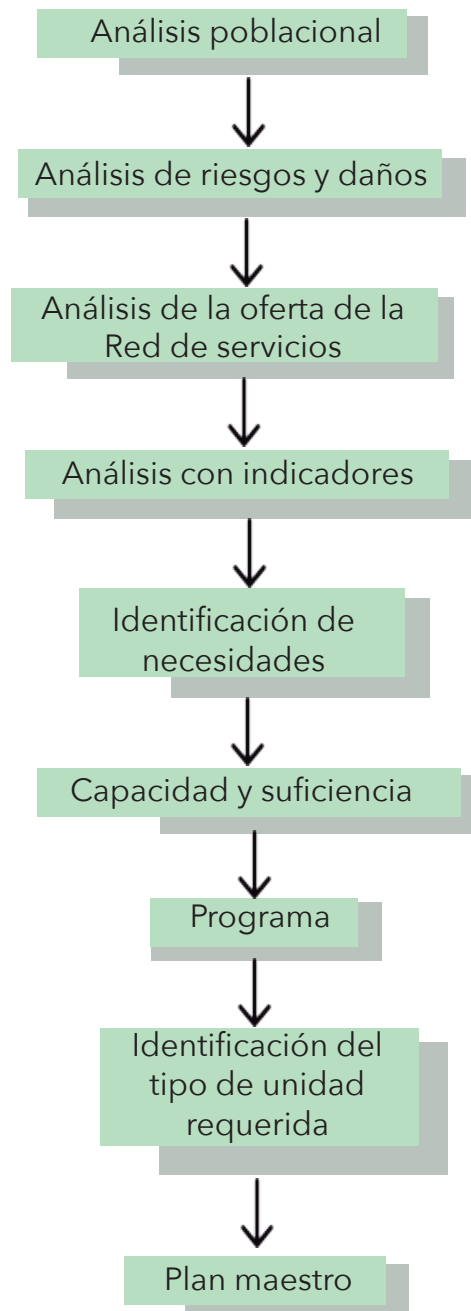 Análisis poblacional
Análisis de riesgos y daños
Análisis de la oferta de la
Red de servicios
Análisis con indicadores
Identificación de
necesidades
Capacidad y suficiencia
Programa
Identificación del
tipo de unidad
requerida
Plan maestro